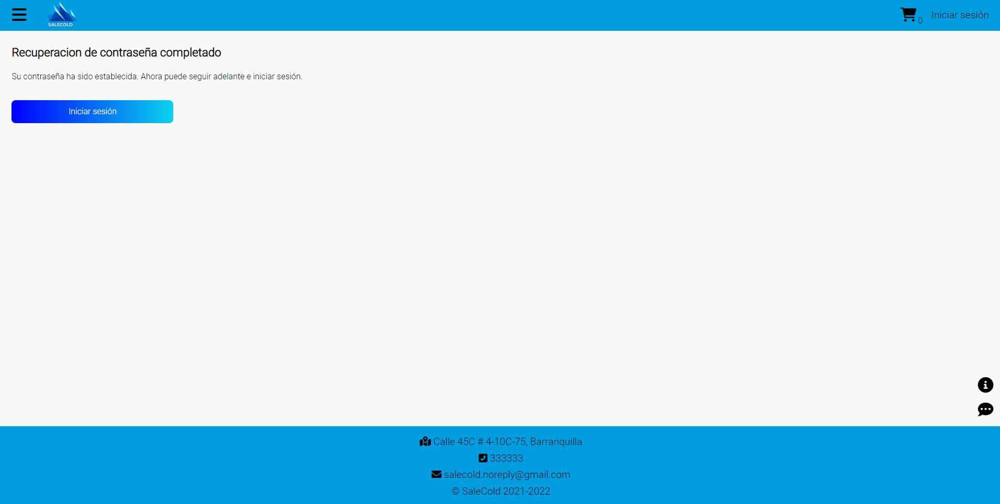 SALECOLD
0
Iniciar sesión
Recuperacion de contraseña completado
Su contraseña ha sido establecida. Ahora puede seguir adelante e iniciar sesión.
Iniciar sesión
Calle 45C # 4-10C-75, Barranquilla
333333
salecold.noreply@gmail.com
© SaleCold 2021-2022